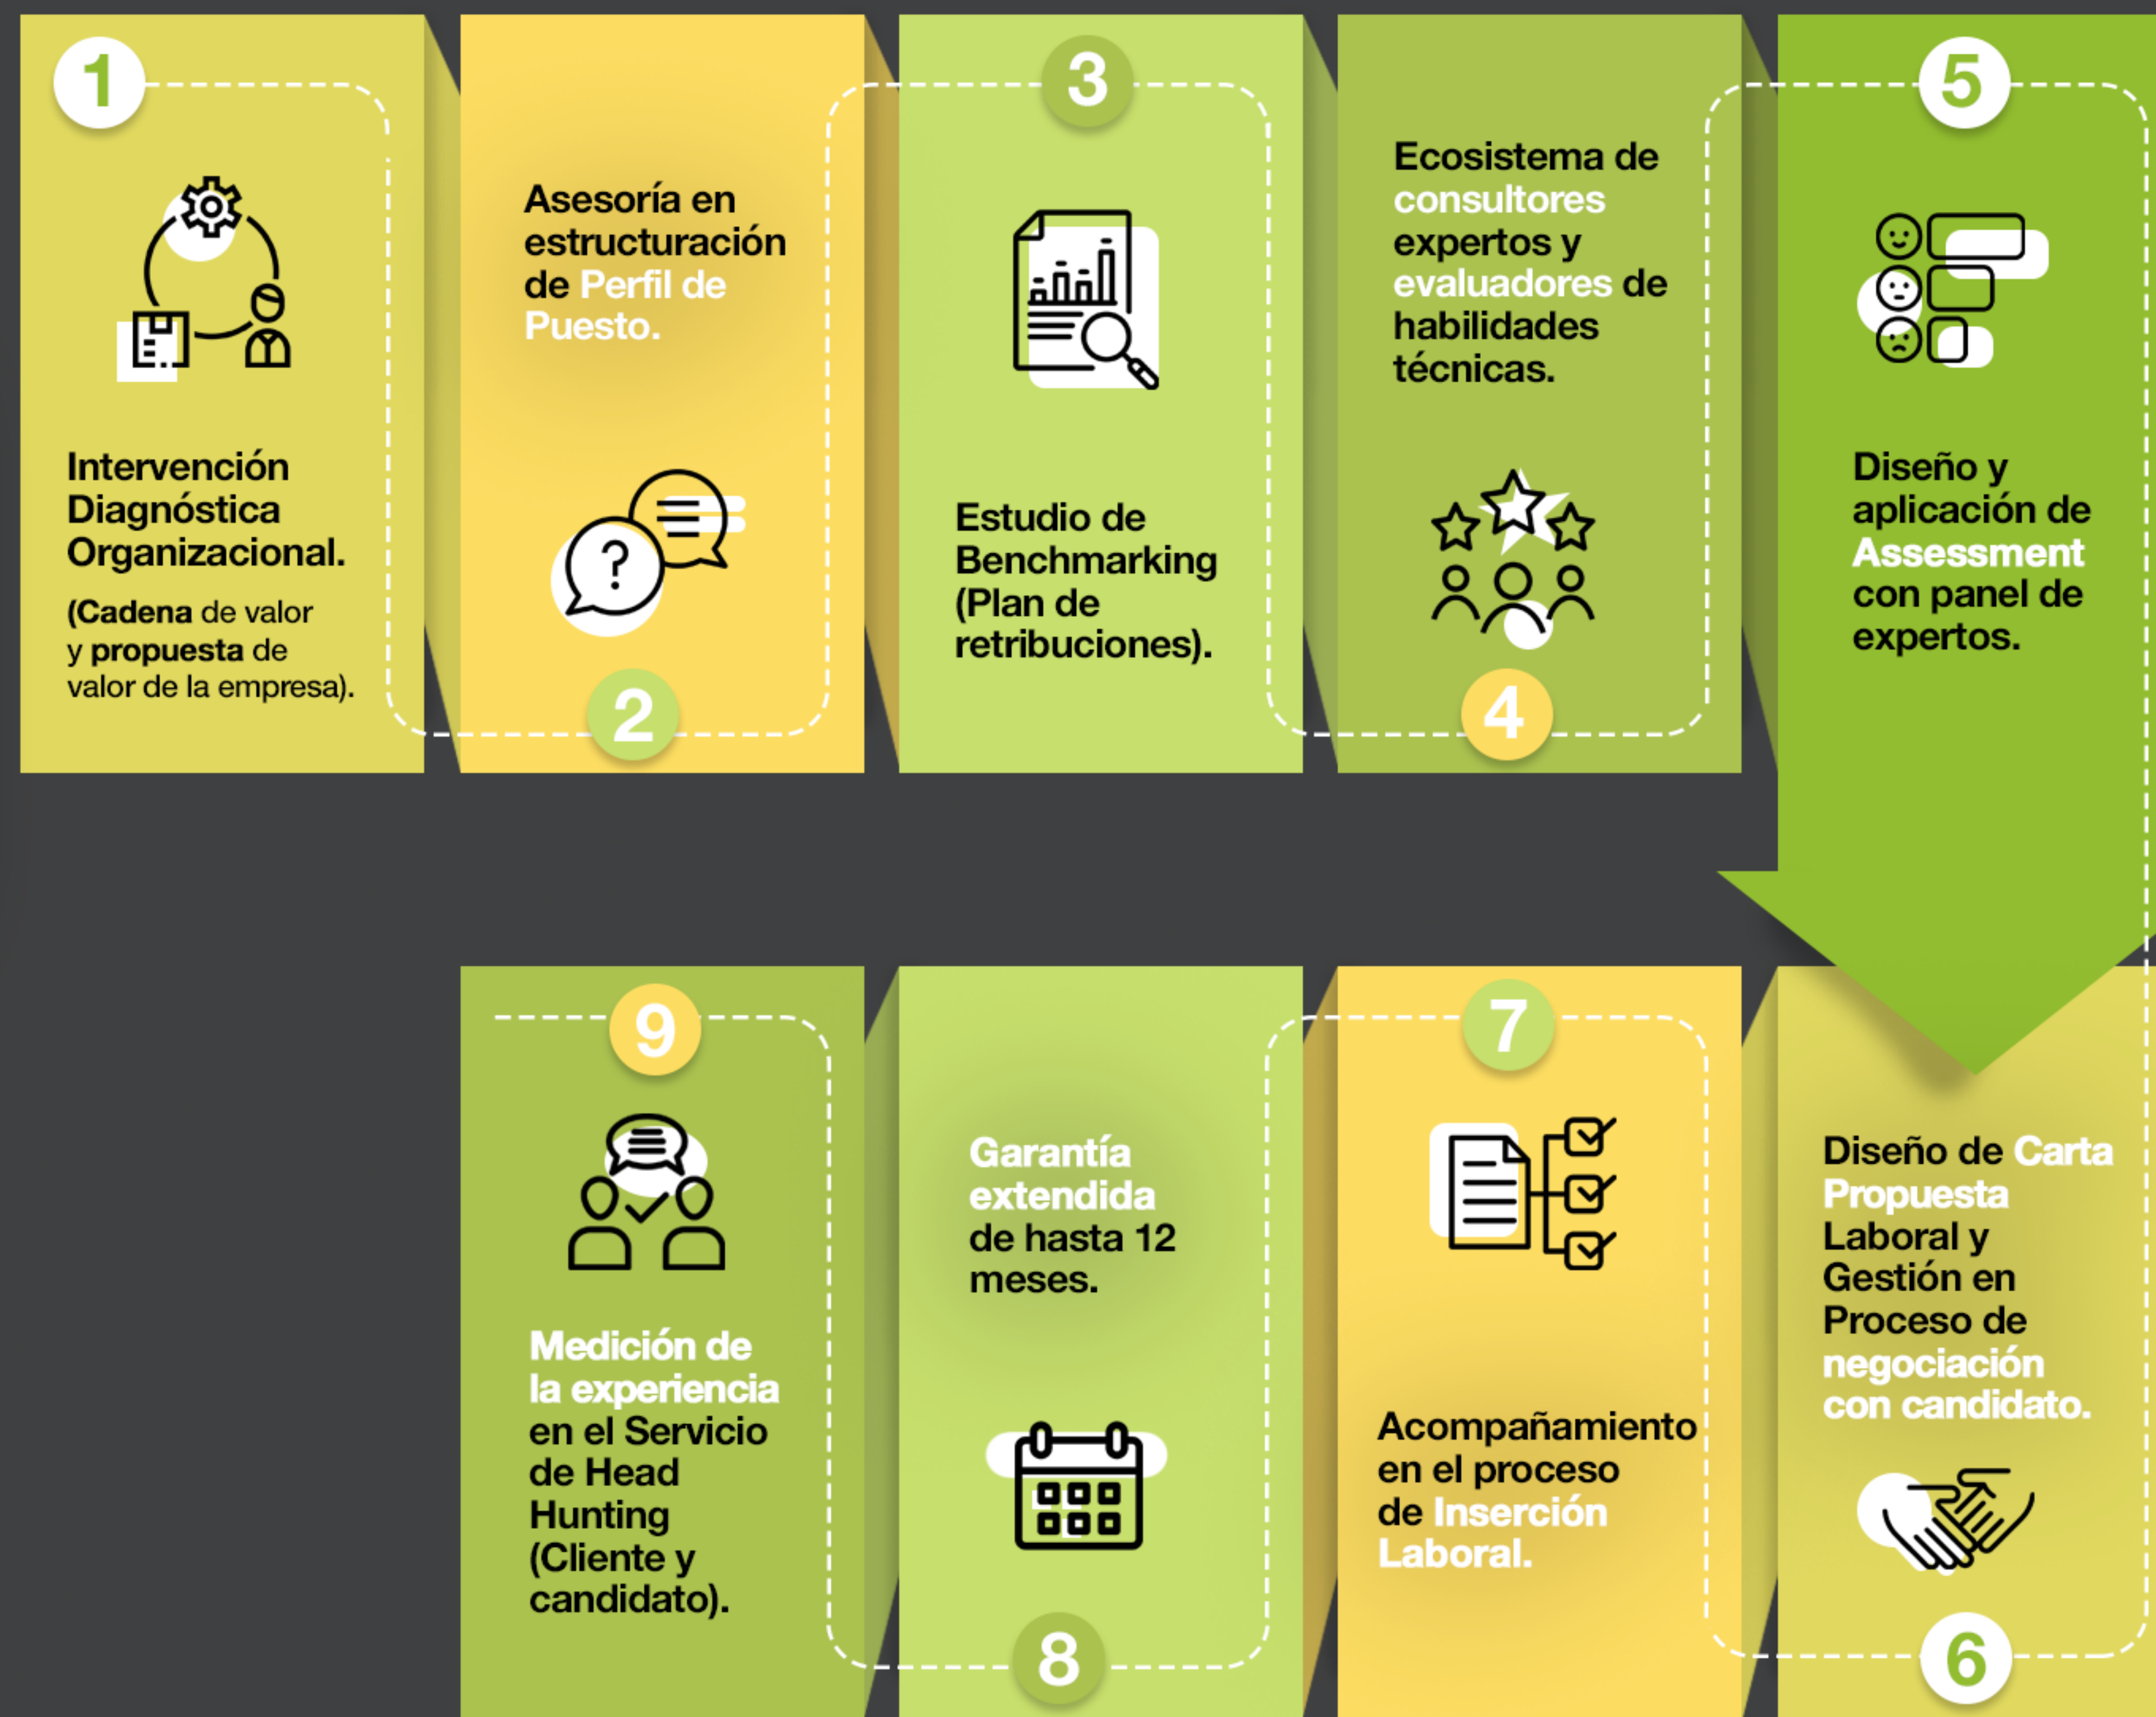 1
Intervención
Diagnóstica
Organizacional.
(Cadena de valor
y propuesta de
valor de la empresa).
Asesoría en
estructuración
de Perfil de
Puesto.
?
2
3
Estudio de
Benchmarking
(Plan de
retribuciones).
Ecosistema de
consultores
expertos y
evaluadores de
habilidades
técnicas.
4
5
Diseño y
aplicación de
Assessment
con panel de
expertos.
Diseño de Carta
Propuesta
Laboral y
Gestión en
Proceso de
negociación
con candidato.
6
7
Acompañamiento
en el proceso
de Inserción
Laboral.
Garantía
extendida
de hasta 12
meses.
8
9
Medición de
la experiencia
en el Servicio
de Head
Hunting
(Cliente y
candidato).